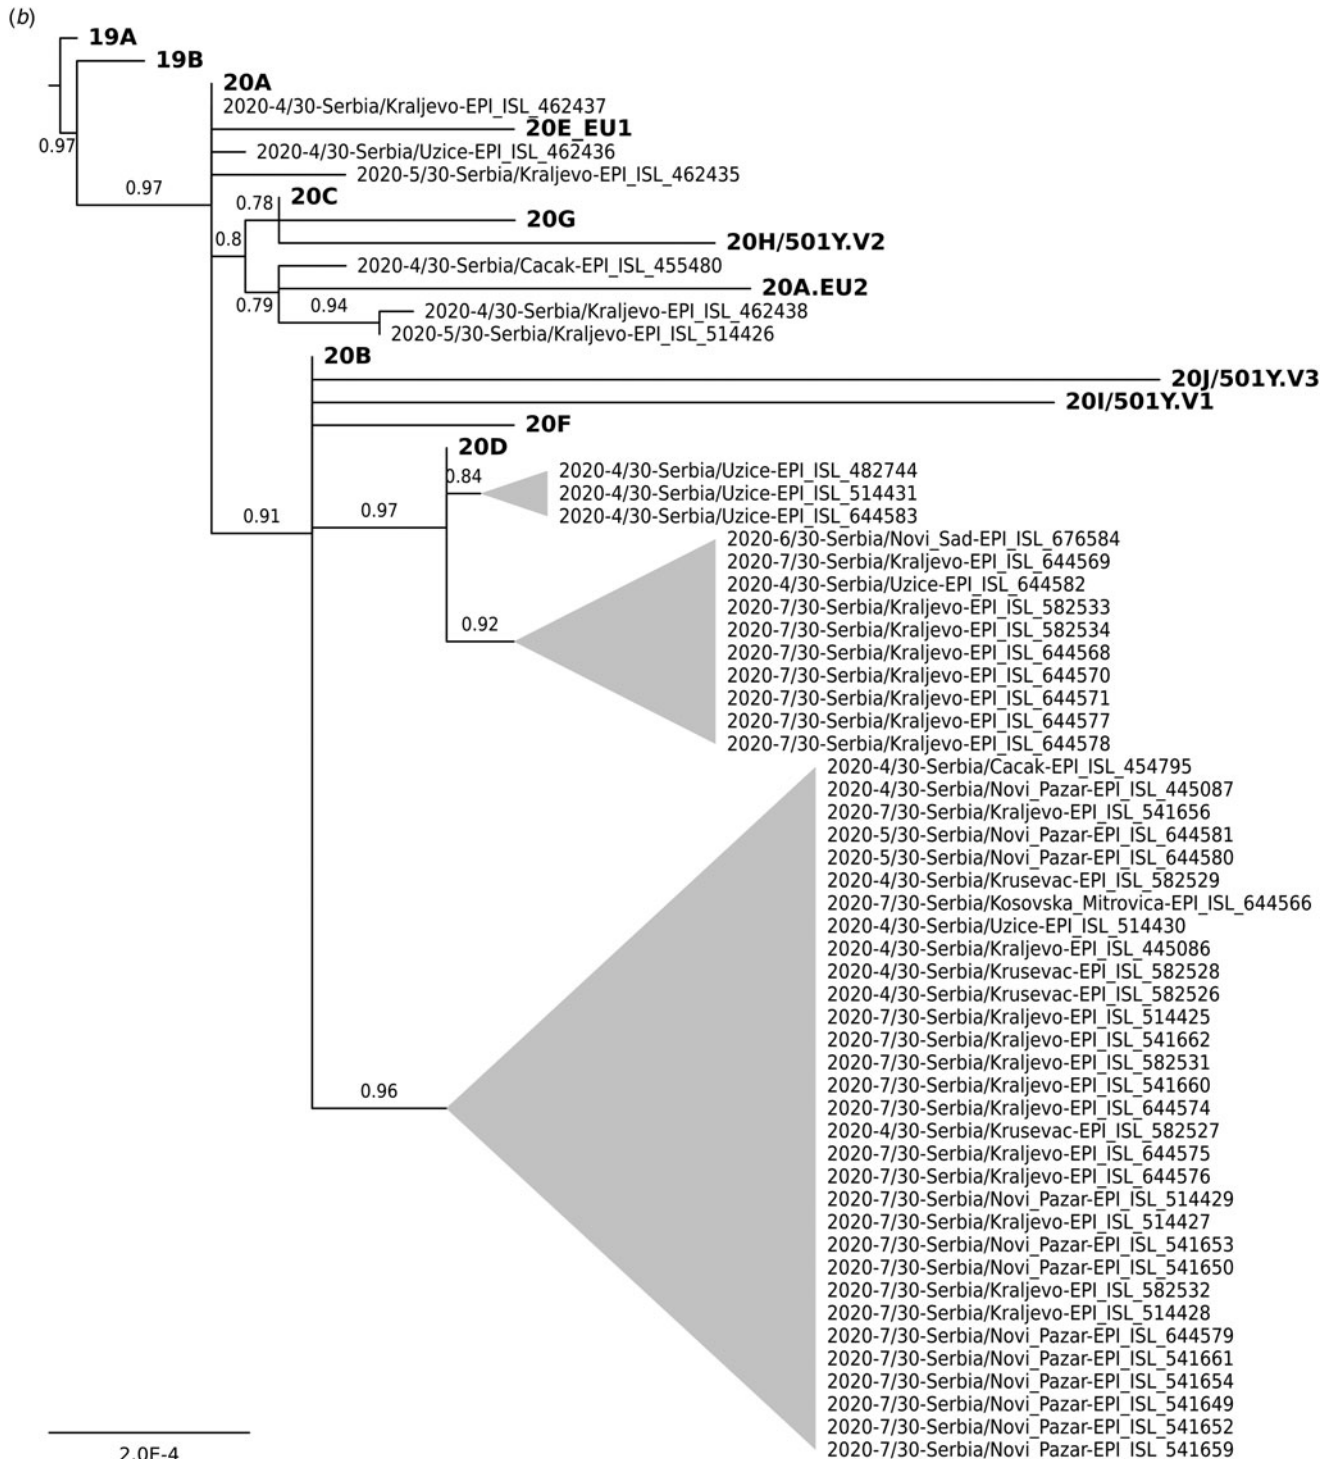 (b)
19A
19B
20A
2020-4/30-Serbia/Kraljevo-EPI_ISL_462437
20E_EU1
0.97
2020-4/30-Serbia/Uzice-EPI_ISL_462436
2020-5/30-Serbia/Kraljevo-EPI_ISL_462435
0.97
20C
0.78
20G
0.8
20H/501Y.V2
2020-4/30-Serbia/Cacak-EPI_ISL_455480
20A.EU2
0.79
0.94
2020-4/30-Serbia/Kraljevo-EPI_ISL_462438
2020-5/30-Serbia/Kraljevo-EPI_ISL_514426
20B
20J/501Y.V3
20I/501Y.V1
20F
20D
2020-4/30-Serbia/Uzice-EPI_ISL_482744
0.84
2020-4/30-Serbia/Uzice-EPI_ISL_514431
0.91
0.97
2020-4/30-Serbia/Uzice-EPI_ISL_644583
2020-6/30-Serbia/Novi_Sad-EPI_ISL_676584
2020-7/30-Serbia/Kraljevo-EPI_ISL_644569
2020-4/30-Serbia/Uzice-EPI_ISL_644582
2020-7/30-Serbia/Kraljevo-EPI_ISL_582533
0.92
2020-7/30-Serbia/Kraljevo-EPI_ISL_582534
2020-7/30-Serbia/Kraljevo-EPI_ISL_644568
2020-7/30-Serbia/Kraljevo-EPI_ISL_644570
2020-7/30-Serbia/Kraljevo-EPI_ISL_644571
2020-7/30-Serbia/Kraljevo-EPI_ISL_644577
2020-7/30-Serbia/Kraljevo-EPI_ISL_644578
2020-4/30-Serbia/Cacak-EPI_ISL_454795
2020-4/30-Serbia/Novi_Pazar-EPI_ISL_445087
2020-7/30-Serbia/Kraljevo-EPI_ISL_541656
2020-5/30-Serbia/Novi_Pazar-EPI_ISL_644581
2020-5/30-Serbia/Novi_Pazar-EPI_ISL_644580
2020-4/30-Serbia/Krusevac-EPI_ISL_582529
2020-7/30-Serbia/Kosovska_Mitrovica-EPI_ISL_644566
2020-4/30-Serbia/Uzice-EPI_ISL_514430
2020-4/30-Serbia/Kraljevo-EPI_ISL_445086
2020-4/30-Serbia/Krusevac-EPI_ISL_582528
2020-4/30-Serbia/Krusevac-EPI_ISL_582526
2020-7/30-Serbia/Kraljevo-EPI_ISL_514425
2020-7/30-Serbia/Kraljevo-EPI_ISL_541662
2020-7/30-Serbia/Kraljevo-EPI_ISL_582531
2020-7/30-Serbia/Kraljevo-EPI_ISL_541660
0.96
2020-7/30-Serbia/Kraljevo-EPI_ISL_644574
2020-4/30-Serbia/Krusevac-EPI_ISL_582527
2020-7/30-Serbia/Kraljevo-EPI_ISL_644575
2020-7/30-Serbia/Kraljevo-EPI_ISL_644576
2020-7/30-Serbia/Novi_Pazar-EPI_ISL_514429
2020-7/30-Serbia/Kraljevo-EPI_ISL_514427
2020-7/30-Serbia/Novi_Pazar-EPI_ISL_541653
2020-7/30-Serbia/Novi_Pazar-EPI_ISL_541650
2020-7/30-Serbia/Kraljevo-EPI_ISL_582532
2020-7/30-Serbia/Kraljevo-EPI_ISL_514428
2020-7/30-Serbia/Novi_Pazar-EPI_ISL_644579
2020-7/30-Serbia/Novi_Pazar-EPI_ISL_541661
2020-7/30-Serbia/Novi_Pazar-EPI_ISL_541654
2020-7/30-Serbia/Novi_Pazar-EPI_ISL_541649
2020-7/30-Serbia/Novi_Pazar-EPI_ISL_541652
2020-7/30-Serbia/Novi_Pazar-EPI_ISL_541659
2.0E-4